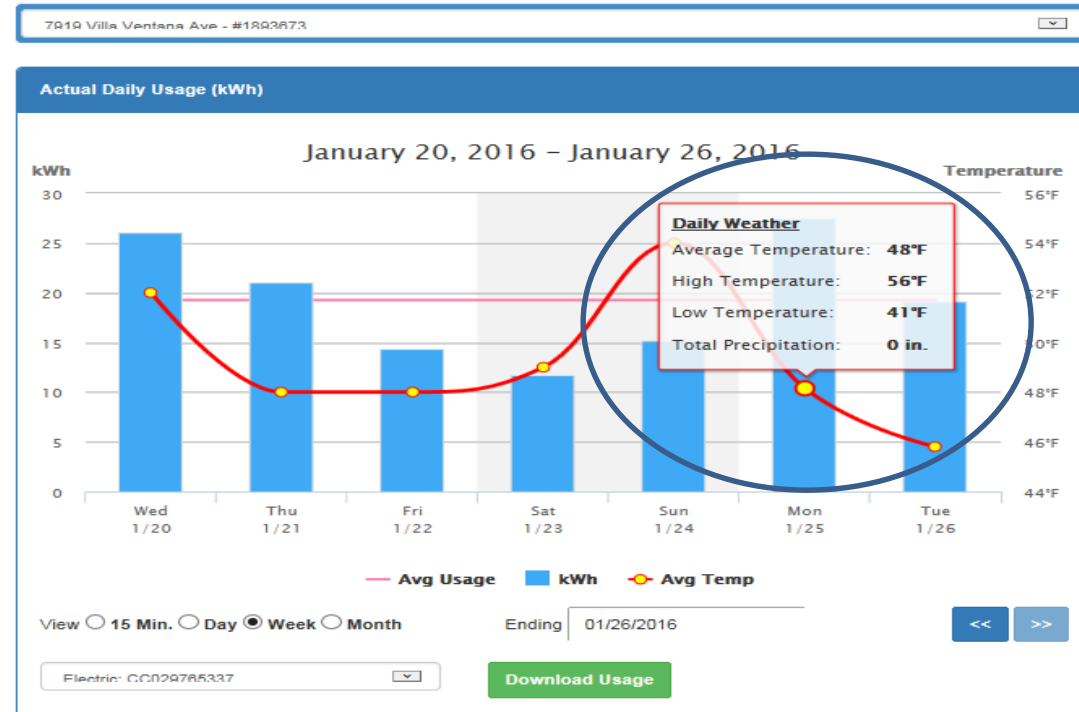 7919 Villa Ventana Ave - #1893673
Actual Daily Usage (kWh)
January 20, 2016 – January 26, 2016
kWh
Temperature
30
25
20
15
10
5
0
56°F
54°F
52°F
50°F
48°F
46°F
44°F
Daily Weather
Average Temperature: 48°F
High Temperature: 56°F
Low Temperature: 41°F
Total Precipitation: 0 in.
Wed Thu Fri Sat Sun Mon Tue
1/20 1/21 1/22 1/23 1/24 1/25 1/26
Avg Usage kWh Avg Temp
View 15 Min. Day Week Month Ending 01/26/2016 << >>
Electric: CC029765337 Download Usage